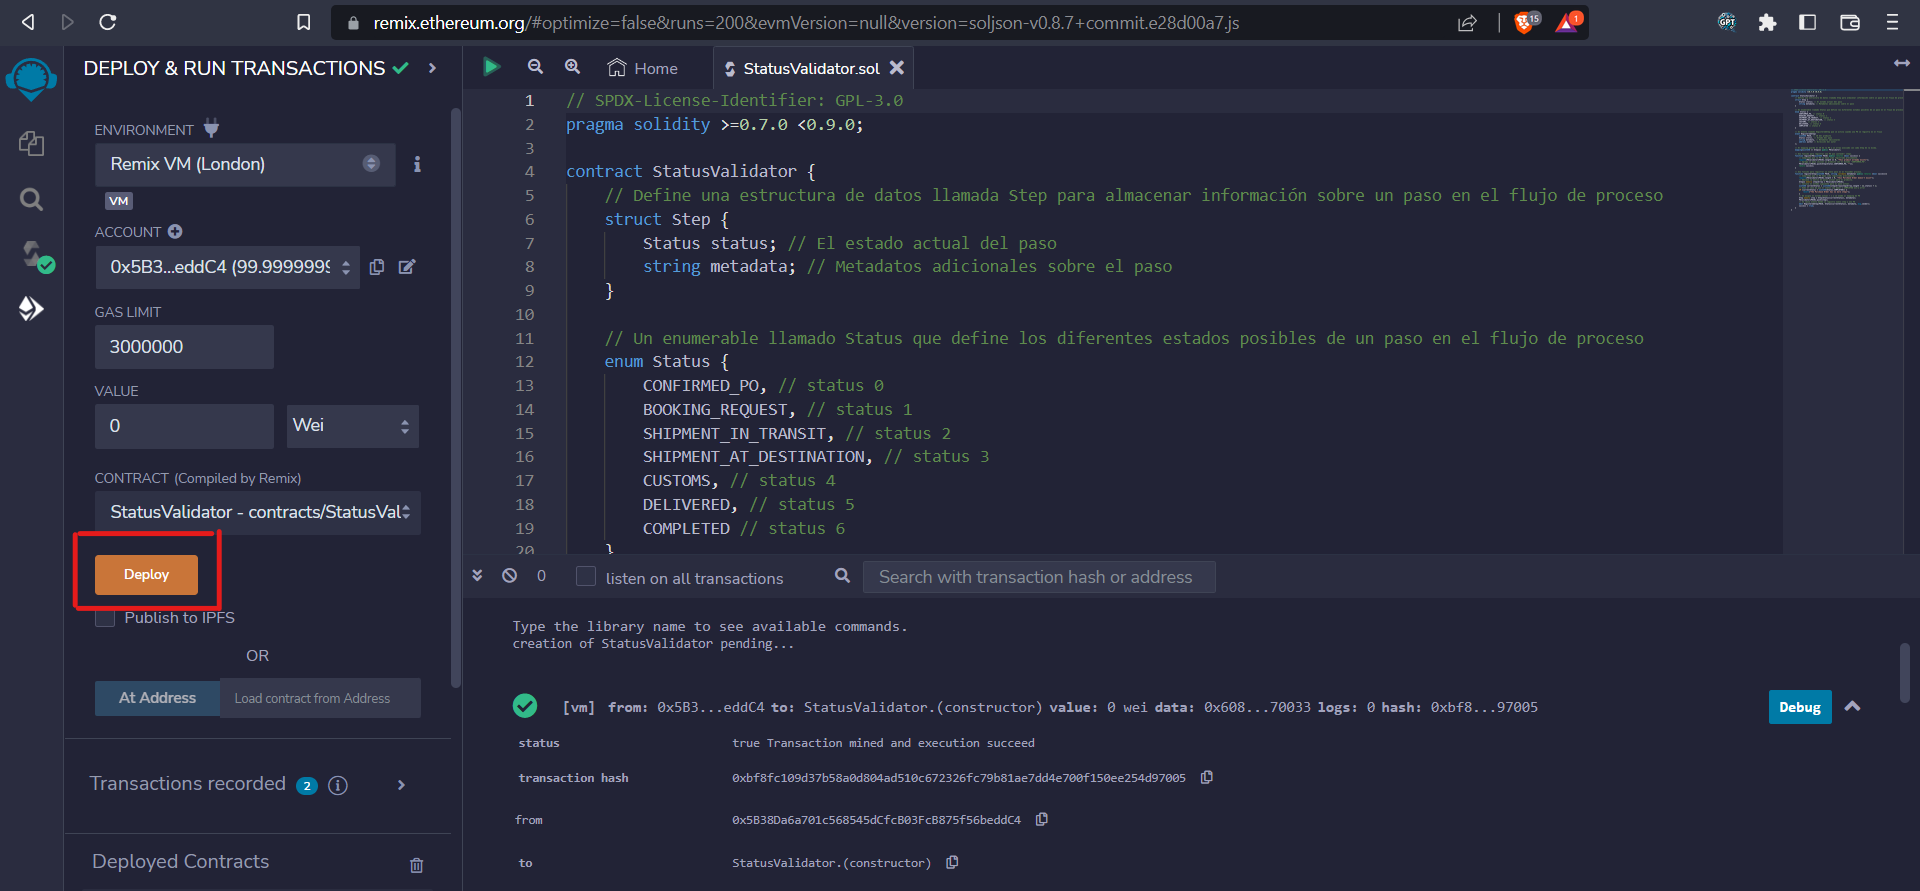 remix.ethereum.org/#optimize=false&runs=200&evmVersion=null&version=soljson-v0.8.7+commit.e28d00a7.js
15
1
GPT
DEPLOY & RUN TRANSACTIONS
ENVIRONMENT
Remix VM (London)
VM
ACCOUNT
0x5B3...eddC4 (99.9999999
GAS LIMIT
3000000
VALUE
0
Wei
CONTRACT (Compiled by Remix)
StatusValidator - contracts/StatusVal
Deploy
Publish to IPFS
OR
At Address
Load contract from Address
Transactions recorded 2 i
Deployed Contracts
Home
StatusValidator.sol
1 // SPDX-License-Identifier: GPL-3.0
2 pragma solidity >=0.7.0 <0.9.0;
3
4 contract StatusValidator {
5 // Define una estructura de datos llamada Step para almacenar información sobre un paso en el flujo de proceso
6 struct Step {
7 Status status; // El estado actual del paso
8 string metadata; // Metadatos adicionales sobre el paso
9 }
10
11 // Un enumerable llamado Status que define los diferentes estados posibles de un paso en el flujo de proceso
12 enum Status {
13 CONFIRMED_PO, // status 0
14 BOOKING_REQUEST, // status 1
15 SHIPMENT_IN_TRANSIT, // status 2
16 SHIPMENT_AT_DESTINATION, // status 3
17 CUSTOMS, // status 4
18 DELIVERED, // status 5
19 COMPLETED // status 6
20 }
0
listen on all transactions
Search with transaction hash or address
Type the library name to see available commands.
creation of StatusValidator pending...
[vm] from: 0x5B3...eddC4 to: StatusValidator.(constructor) value: 0 wei data: 0x608...70033 logs: 0 hash: 0xbf8...97005
Debug
status true Transaction mined and execution succeed
transaction hash 0xbf8fc109d37b58a0d804ad510c672326fc79b81ae7dd4e700f150ee254d97005
from 0x5B38Da6a701c568545dCfcB03FcB875f56beddC4
to StatusValidator.(constructor)